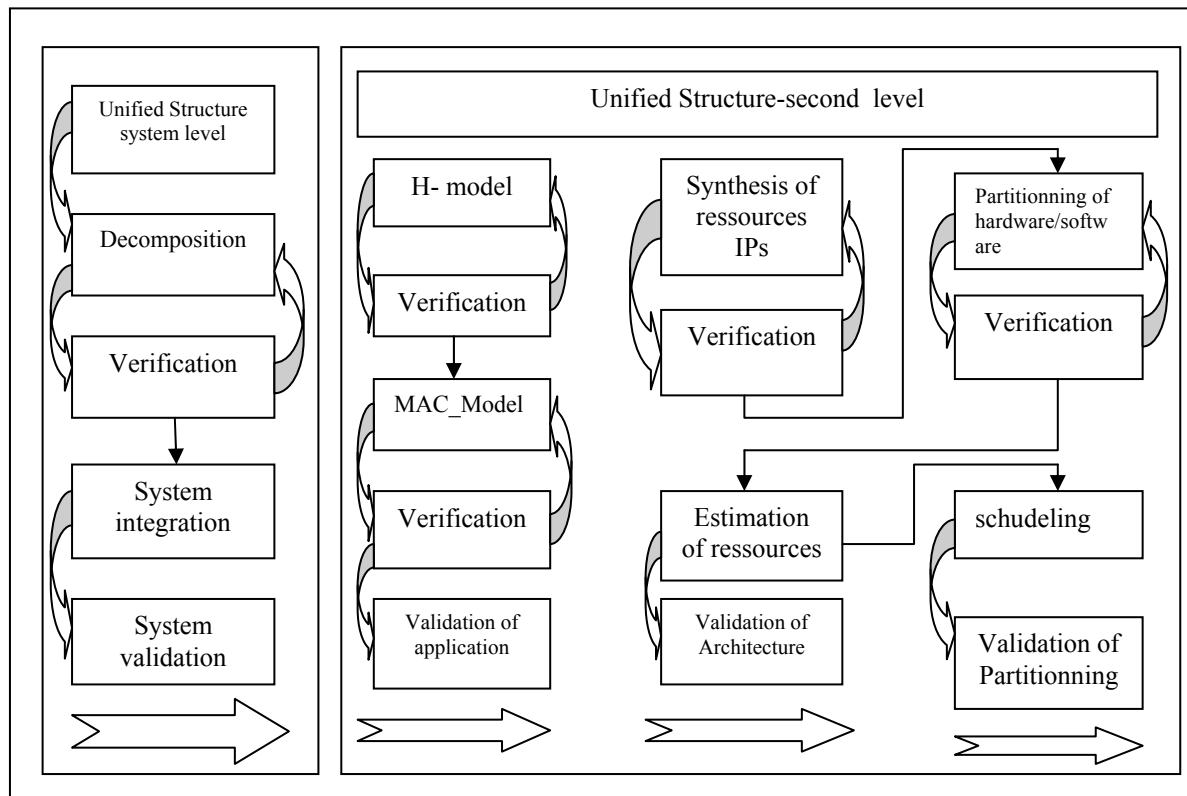 Unified Structure
system level
Decomposition
Verification
System
integration
System
validation
Unified Structure-second level
H- model
Verification
MAC_Model
Verification
Validation of
application
Synthesis of
ressources
IPs
Verification
Estimation
of ressources
Validation of
Architecture
Partitionning of
hardware/softw
are
Verification
schudeling
Validation of
Partitionning